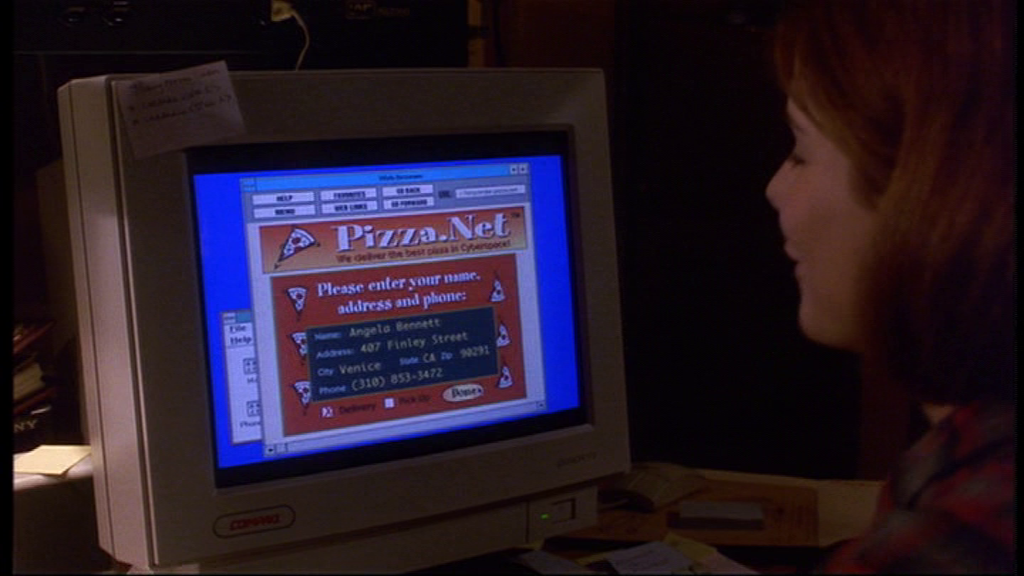 HELP
FAVORITES
GO BACK
MENU
WEB LINKS
GO FORWARD
Pizza.Net
We deliver the best pizza in Cyberspace!
Please enter your name,
address and phone:
Name: Angela Bennett
Address: 407 Finley Street
City Venice State CA Zip 90291
Phone (310) 853-3472
Delivery Pick Up
Done
File
Help
COMPAQ